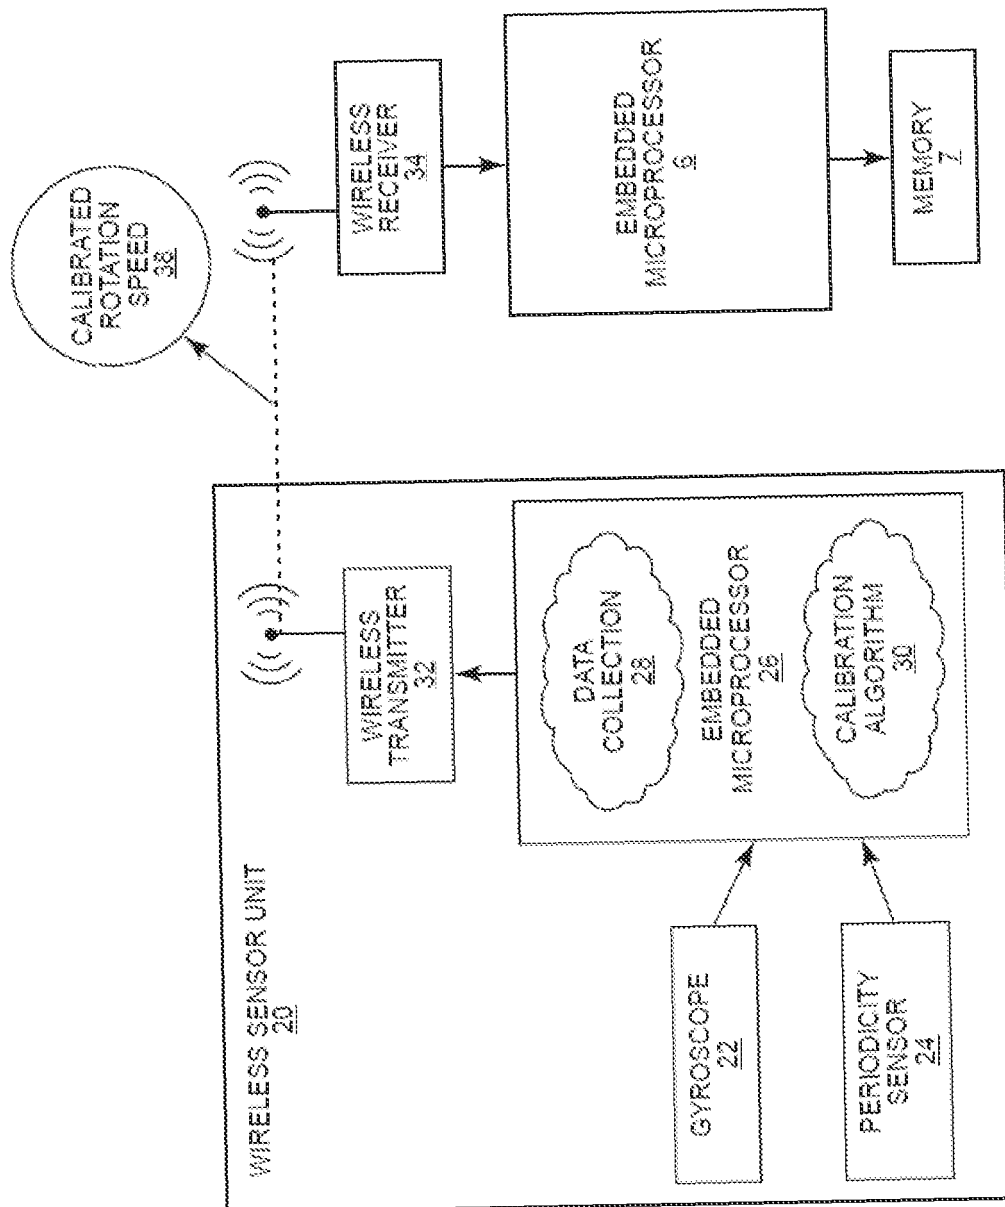 WIRELESS SENSOR UNIT
20
GYROSCOPE
22
PERIODICITY
SENSOR
24
WIRELESS
TRANSMITTER
32
DATA
COLLECTION
28
EMBEDDED
MICROPROCESSOR
26
CALIBRATION
ALGORITHM
30
CALIBRATED
ROTATION
SPEED
38
WIRELESS
RECEIVER
34
EMBEDDED
MICROPROCESSOR
6
MEMORY
7